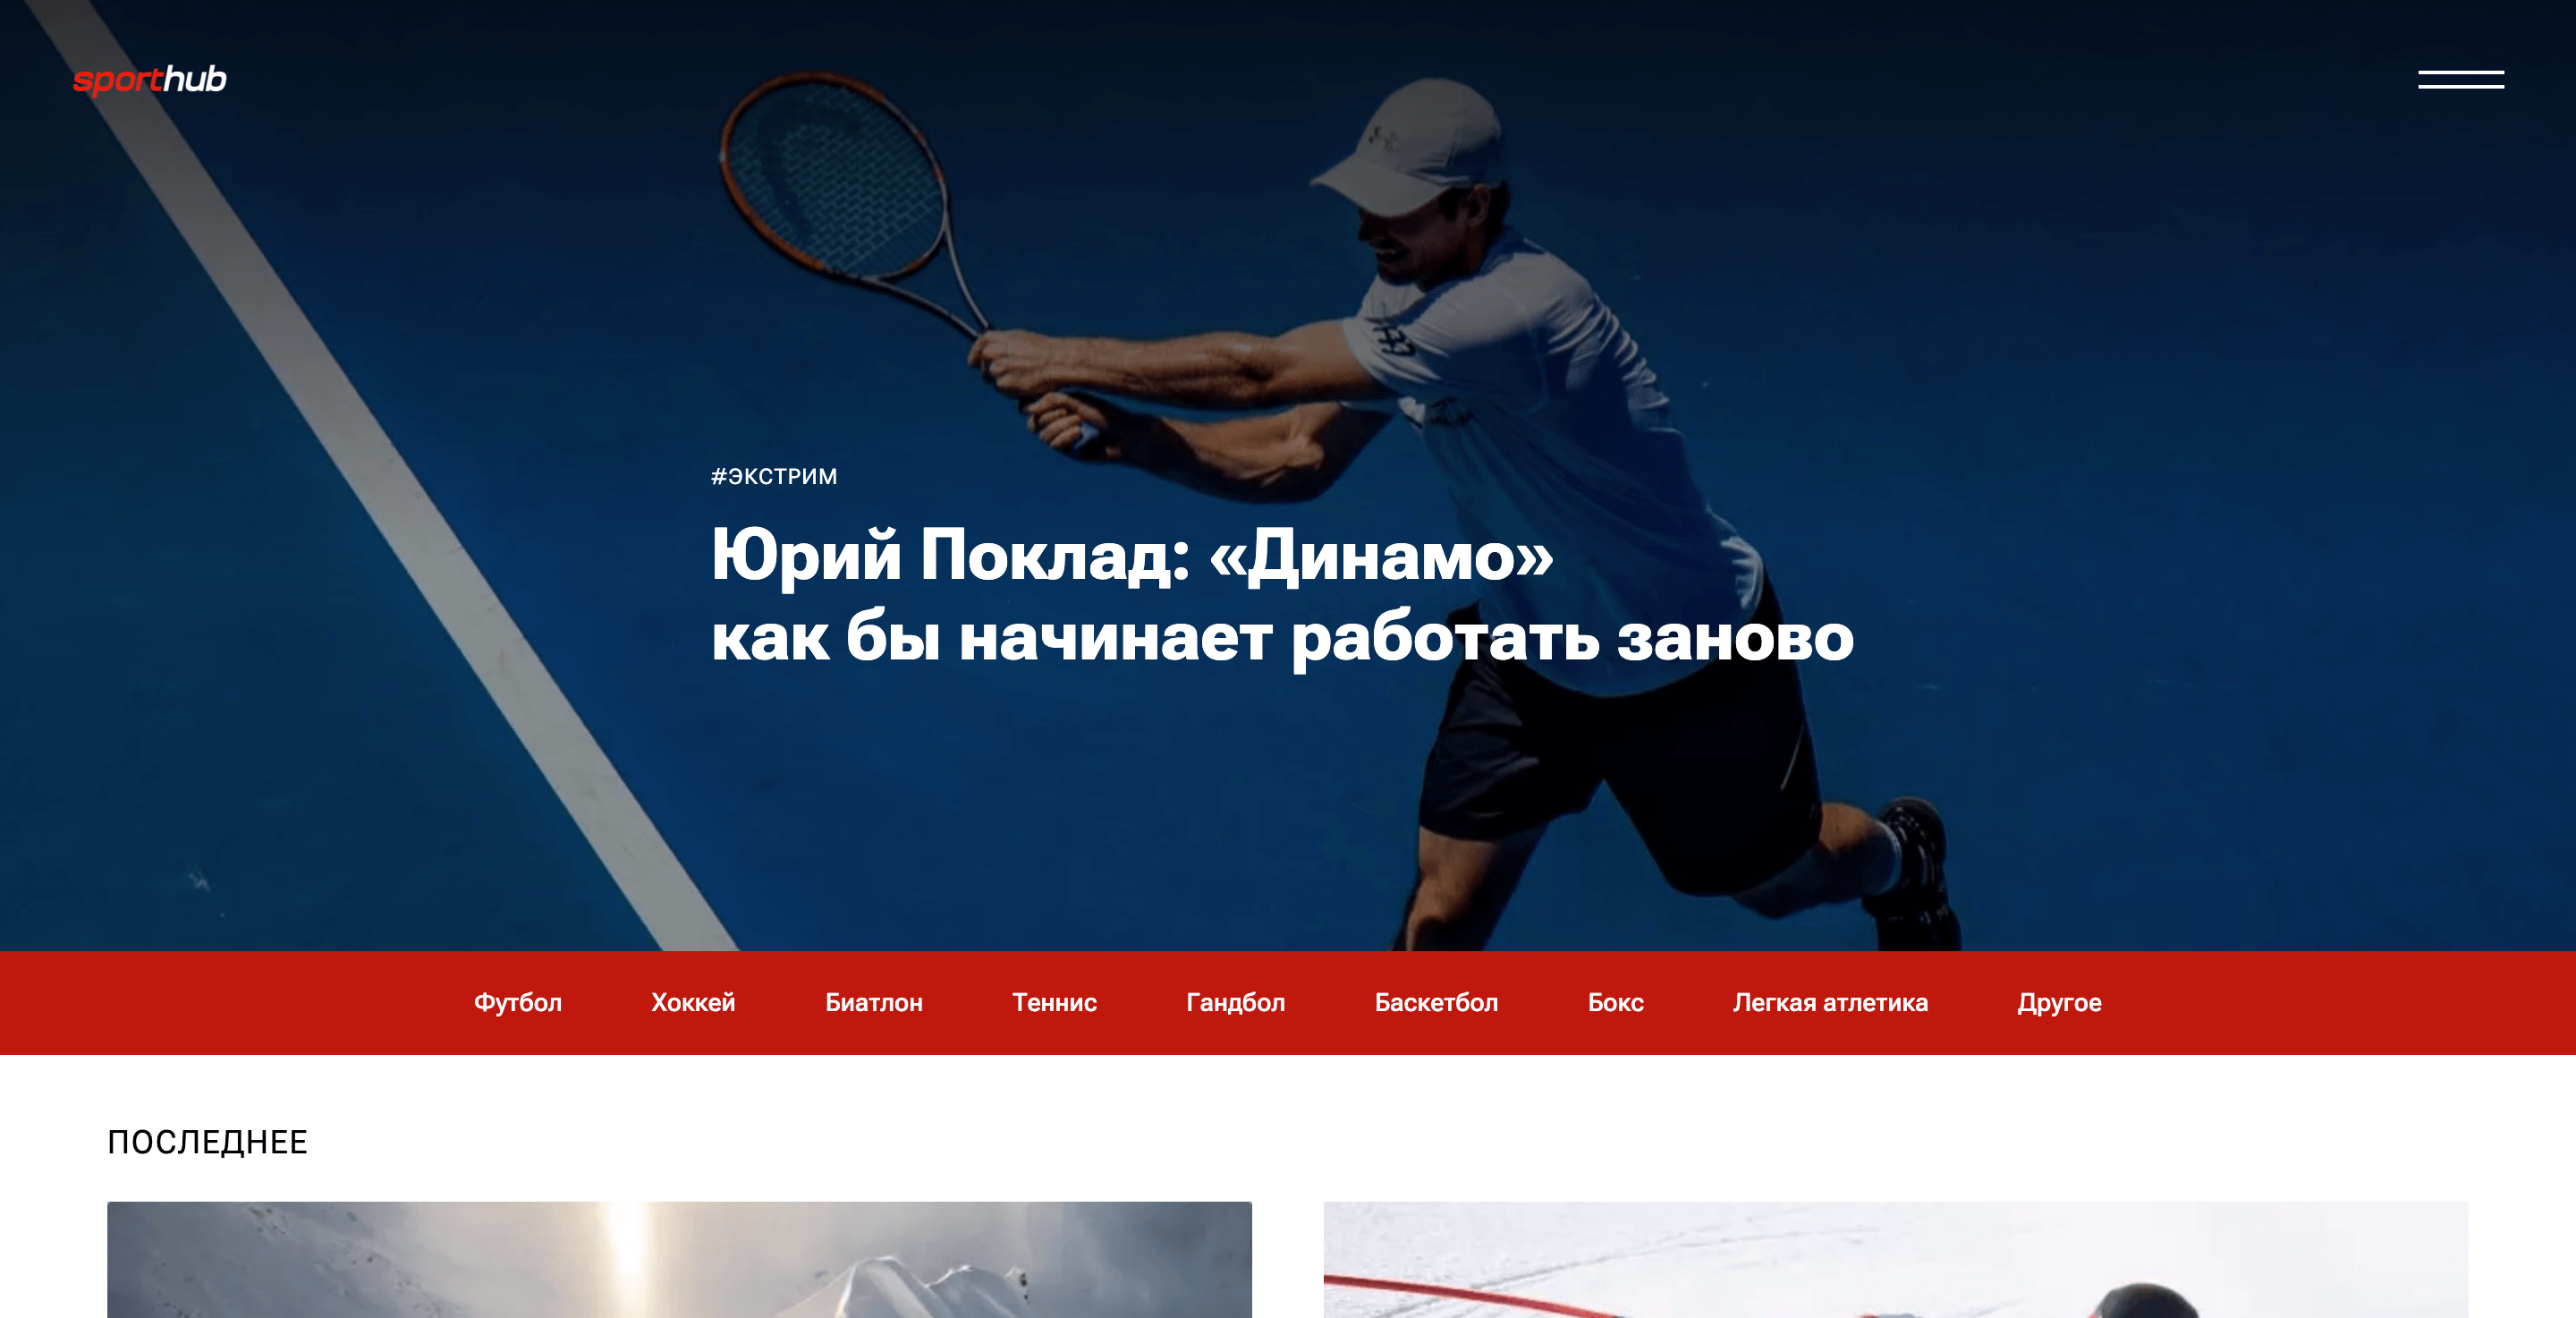 sporthub
#ЭКСТРИМ
Юрий Поклад: «Динамо»
как бы начинает работать заново
Футбол Хоккей Биатлон Теннис Гандбол Баскетбол Бокс Легкая атлетика Другое
ПОСЛЕДНЕЕ